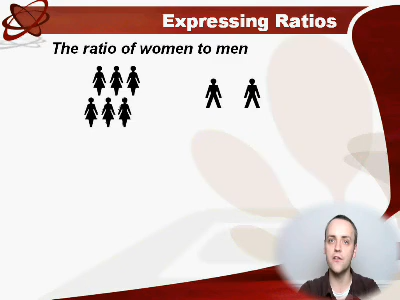 Expressing Ratios
The ratio of women to men